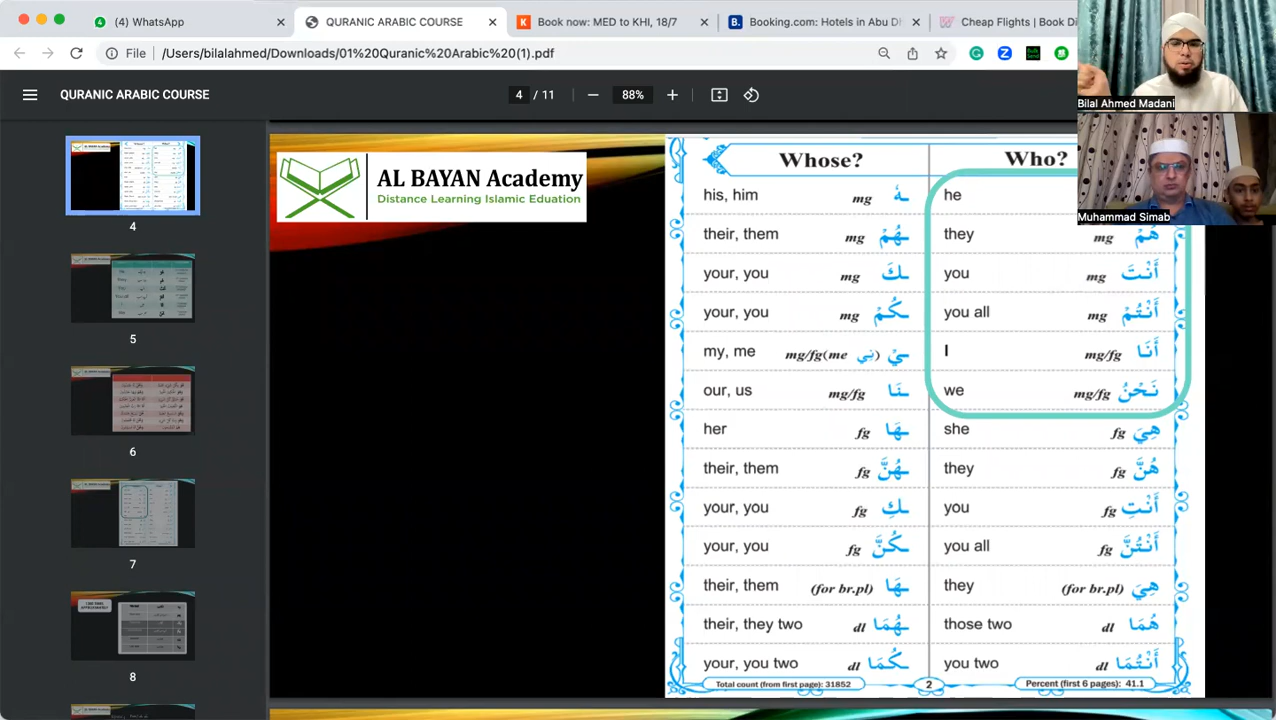 (4) WhatsApp
QURANIC ARABIC COURSE
Book now: MED to KHI, 18/7
Booking.com: Hotels in Abu Dh
Cheap Flights | Book Di
File /Users/bilalahmed/Downloads/01%20Quranic%20Arabic%20(1).pdf
QURANIC ARABIC COURSE
4 / 11
88%
Bilal Ahmed Madani
Muhammad Simab
4
5
6
7
8
AL BAYAN Academy
Distance Learning Islamic Eduation
Whose? Who?
his, him mg ـهٗ he
their, them mg ـهُمْ they mg هُمْ
your, you mg ـكَ you mg أَنْتَ
your, you mg ـكُمْ you all mg أَنْتُمْ
my, me mg/fg(me نِي) ـيْ I mg/fg أَنَا
our, us mg/fg ـنَا we mg/fg نَحْنُ
her fg ـهَا she fg هِيَ
their, them fg ـهُنَّ they fg هُنَّ
your, you fg ـكِ you fg أَنْتِ
your, you fg ـكُنَّ you all fg أَنْتُنَّ
their, them (for br.pl) ـهَا they (for br.pl) هِيَ
their, they two dl ـهُمَا those two dl هُمَا
your, you two dl ـكُمَا you two dl أَنْتُمَا
Total count (from first page): 31852 2 Percent (first 6 pages): 41.1